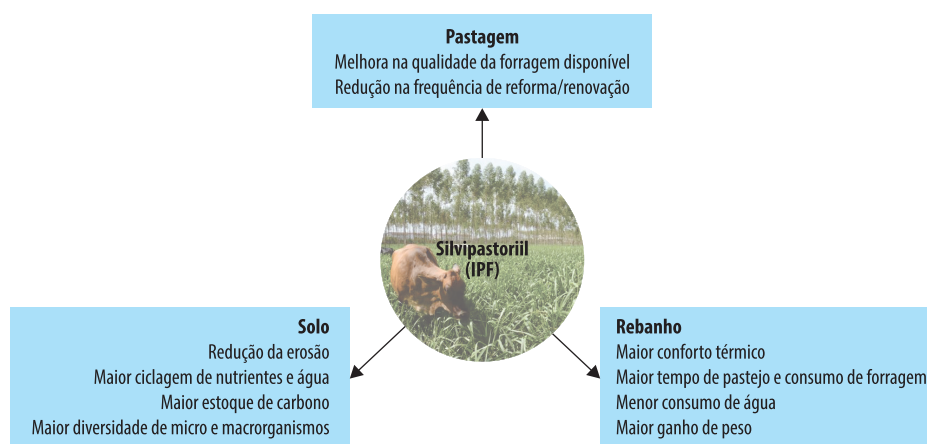 Pastagem
Melhora na qualidade da forragem disponível
Redução na frequência de reforma/renovação
Silvipastoriil
(IPF)
Solo
Redução da erosão
Maior ciclagem de nutrientes e água
Maior estoque de carbono
Maior diversidade de micro e macrorganismos
Rebanho
Maior conforto térmico
Maior tempo de pastejo e consumo de forragem
Menor consumo de água
Maior ganho de peso